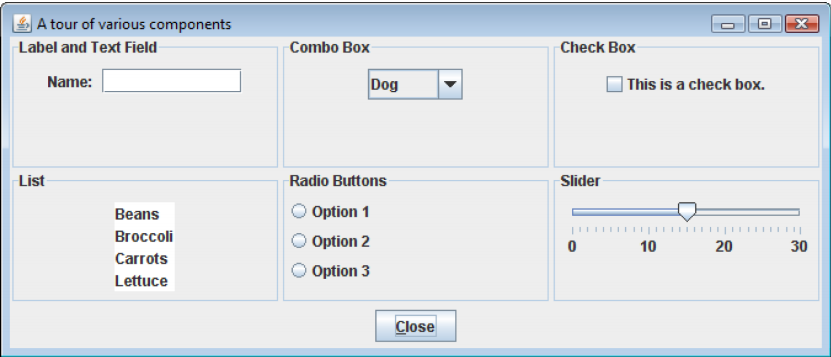 A tour of various components
Label and Text Field
Name:
Combo Box
Dog
Check Box
This is a check box.
List
Beans
Broccoli
Carrots
Lettuce
Radio Buttons
Option 1
Option 2
Option 3
Slider
0 10 20 30
Close